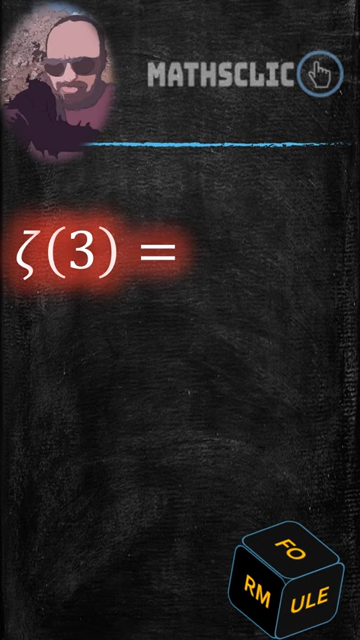 MATHSCLIC
ζ(3) =
FO
RM ULE